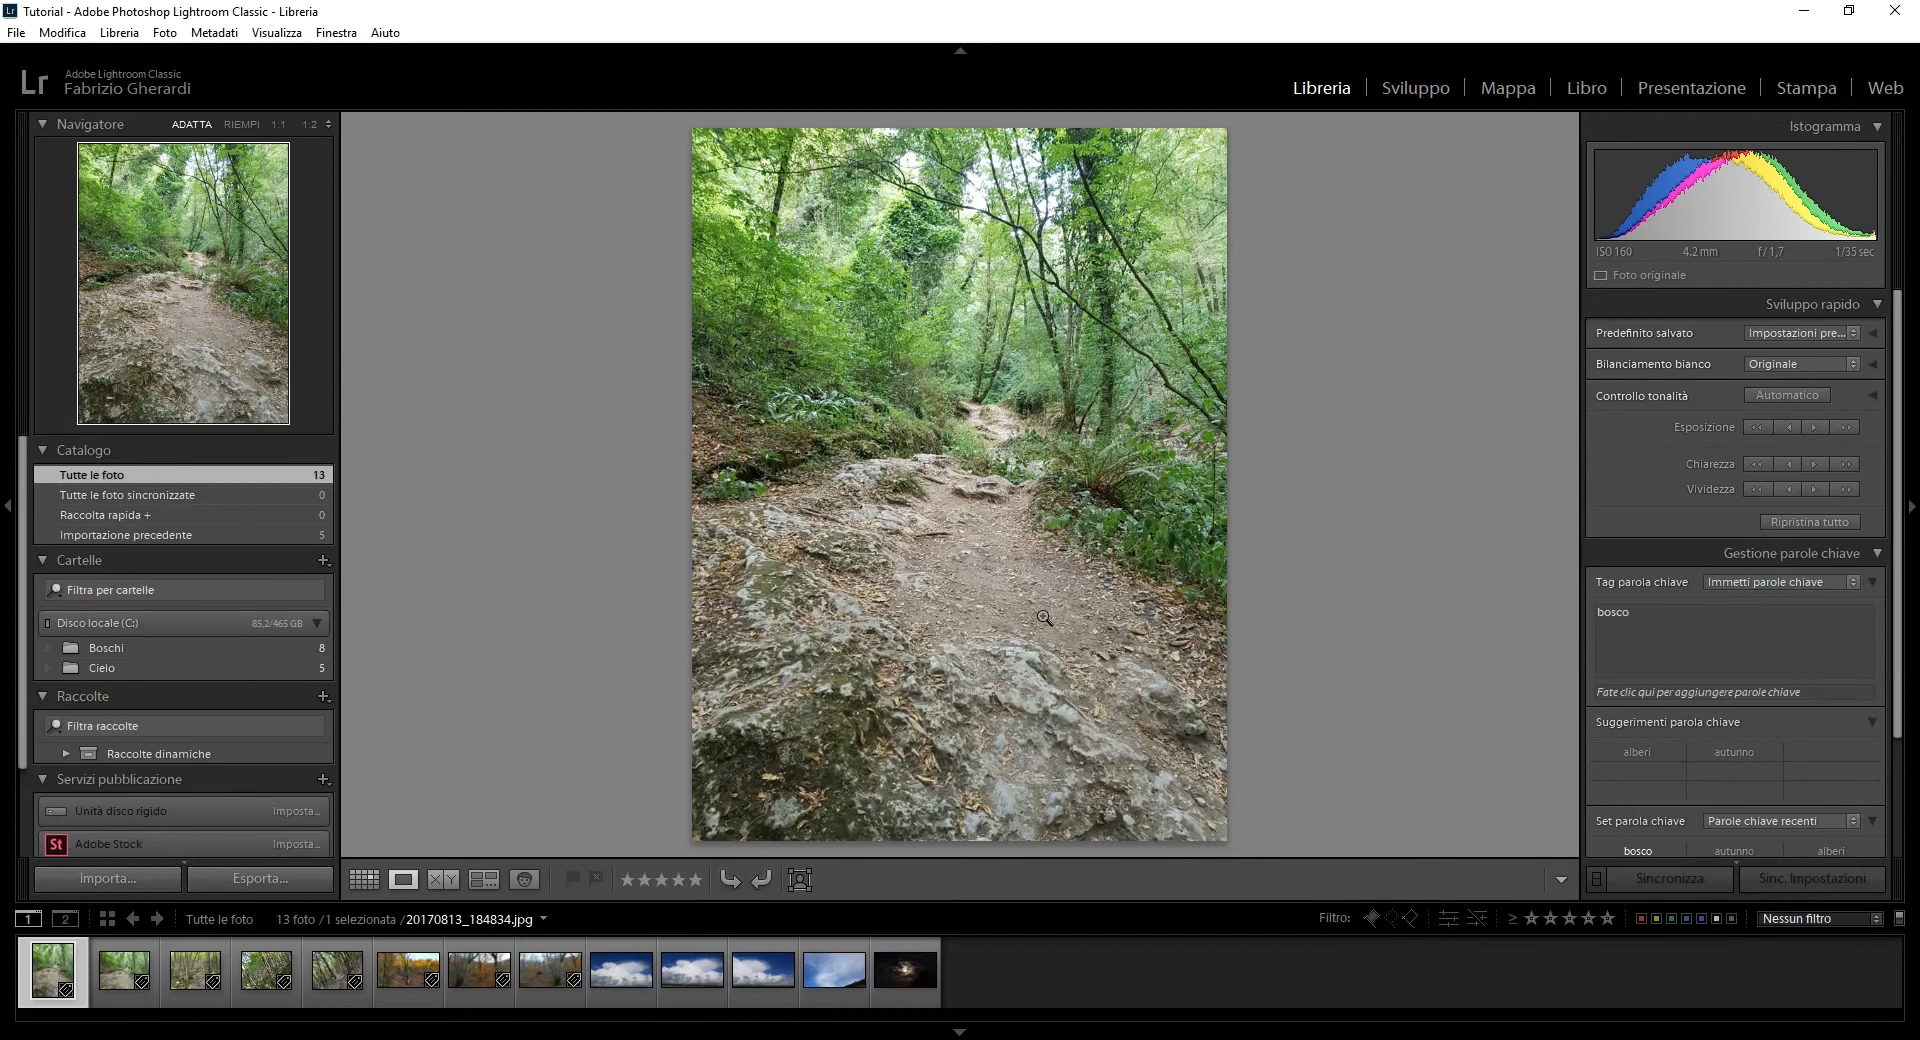 Tutorial - Adobe Photoshop Lightroom Classic - Libreria
File Modifica Libreria Foto Metadati Visualizza Finestra Aiuto
Lr Adobe Lightroom Classic
Fabrizio Gherardi
Libreria Sviluppo Mappa Libro Presentazione Stampa Web
Navigatore ADATTA RIEMPI 1:1 1:2
Istogramma
ISO 160 4.2 mm f / 1,7 1/35 sec
Foto originale
Sviluppo rapido
Predefinito salvato Impostazioni pre...
Bilanciamento bianco Originale
Controllo tonalità Automatico
Esposizione
Chiarezza
Vividezza
Ripristina tutto
Gestione parole chiave
Tag parola chiave Immetti parole chiave
bosco
Fate clic qui per aggiungere parole chiave
Suggerimenti parola chiave
alberi autunno
Set parola chiave Parole chiave recenti
bosco autunno alberi
Sincronizza Sinc. Impostazioni
Catalogo
Tutte le foto 13
Tutte le foto sincronizzate 0
Raccolta rapida + 0
Importazione precedente 5
Cartelle
Filtra per cartelle
Disco locale (C:) 85,2/465 GB
Boschi 8
Cielo 5
Raccolte
Filtra raccolte
Raccolte dinamiche
Servizi pubblicazione
Unità disco rigido Imposta...
St Adobe Stock Imposta...
Importa... Esporta...
X Y
1 2 Tutte le foto 13 foto / 1 selezionata / 20170813_184834.jpg
Filtro: ≥ Nessun filtro